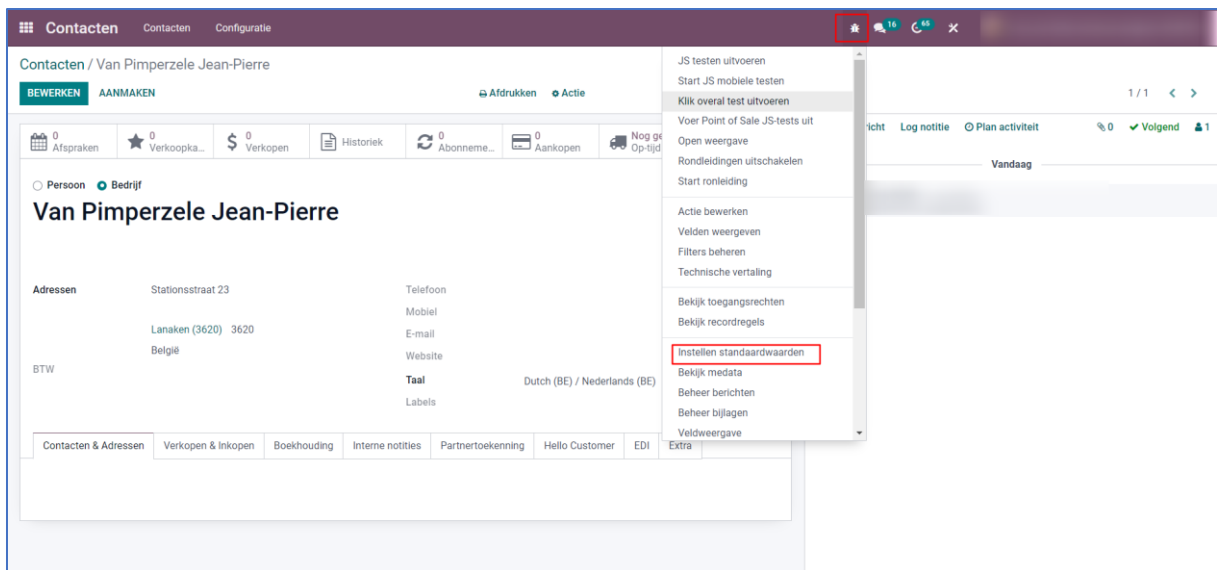 Contacten Contacten Configuratie 16 65
Contacten / Van Pimperzele Jean-Pierre
BEWERKEN AANMAKEN Afdrukken Actie 1 / 1
JS testen uitvoeren
Start JS mobiele testen
Klik overal test uitvoeren
Voer Point of Sale JS-tests uit
Open weergave
Rondleidingen uitschakelen
Start ronleiding
Actie bewerken
Velden weergeven
Filters beheren
Technische vertaling
Bekijk toegangsrechten
Bekijk recordregels
Instellen standaardwaarden
Bekijk medata
Beheer berichten
Beheer bijlagen
Veldweergave
Log notitie Plan activiteit 0 Volgend 1
Vandaag
0 Afspraken
0 Verkoopka...
0 Verkopen
Historiek
0 Abonneme...
0 Aankopen
Nog ge
Op-tijd
Persoon Bedrijf
Van Pimperzele Jean-Pierre
Adressen Stationsstraat 23
Lanaken (3620) 3620
België
BTW
Telefoon
Mobiel
E-mail
Website
Taal Dutch (BE) / Nederlands (BE)
Labels
Contacten & Adressen Verkopen & Inkopen Boekhouding Interne notities Partnertoekenning Hello Customer EDI Extra